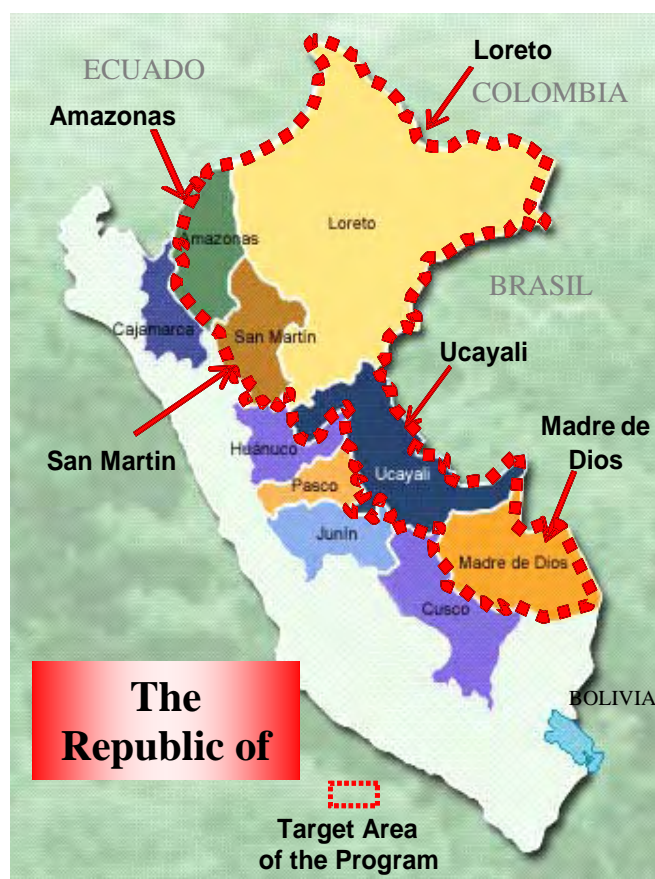 ECUADO
Loreto
COLOMBIA
Amazonas
Loreto
Amazonas
BRASIL
San Martín
Cajamarca
Ucayali
Madre de
Dios
San Martin
Huánuco
Ucayali
Pasco
Junín
Madre de Dios
Cusco
The
Republic of
BOLIVIA
Target Area
of the Program